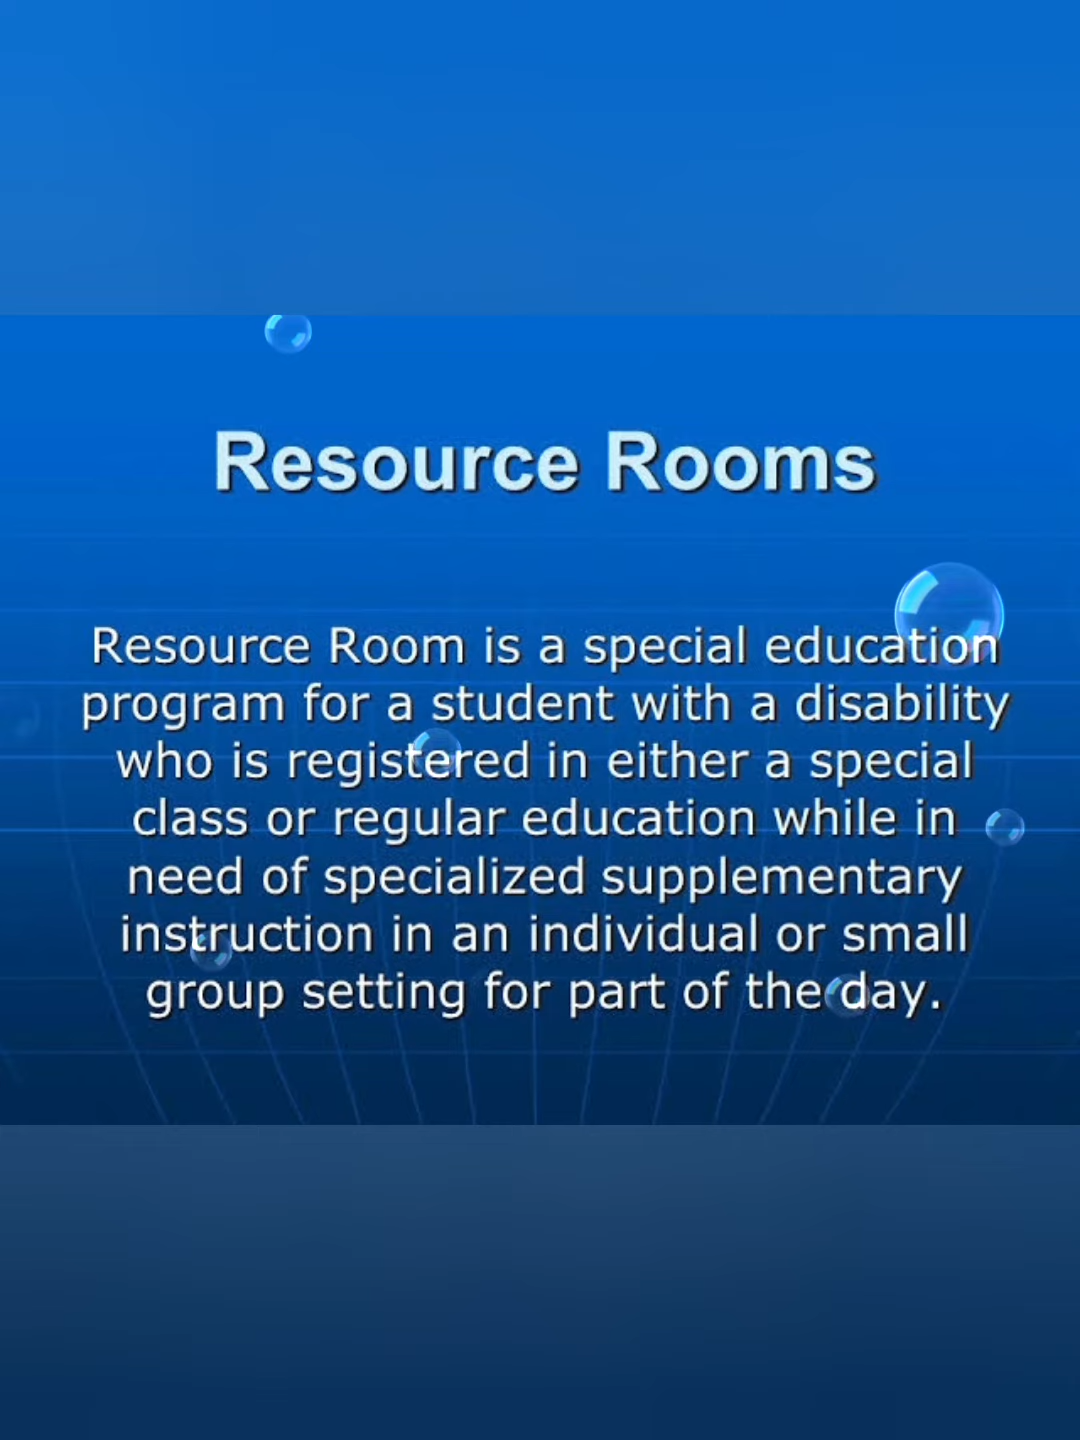 Resource Rooms
Resource Room is a special education
program for a student with a disability
who is registered in either a special
class or regular education while in
need of specialized supplementary
instruction in an individual or small
group setting for part of the day.